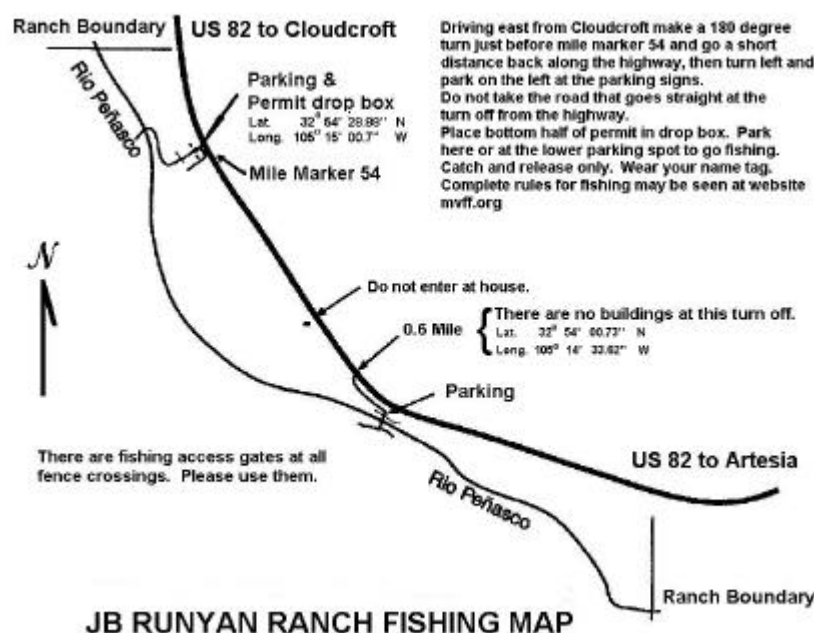 Ranch Boundary
US 82 to Cloudcroft
Driving east from Cloudcroft make a 180 degree
turn just before mile marker 54 and go a short
distance back along the highway, then turn left and
park on the left at the parking signs.
Do not take the road that goes straight at the
turn off from the highway.
Place bottom half of permit in drop box. Park
here or at the lower parking spot to go fishing.
Catch and release only. Wear your name tag.
Complete rules for fishing may be seen at website
mvff.org
Rio Peñasco
Parking &
Permit drop box
Lat. 32° 54' 28.88" N
Long. 105° 15' 00.7" W
Mile Marker 54
N
Do not enter at house.
0.6 Mile
There are no buildings at this turn off.
Lat. 32° 54' 00.73" N
Long. 105° 14' 33.62" W
Parking
There are fishing access gates at all
fence crossings. Please use them.
US 82 to Artesia
Rio Peñasco
Ranch Boundary
JB RUNYAN RANCH FISHING MAP